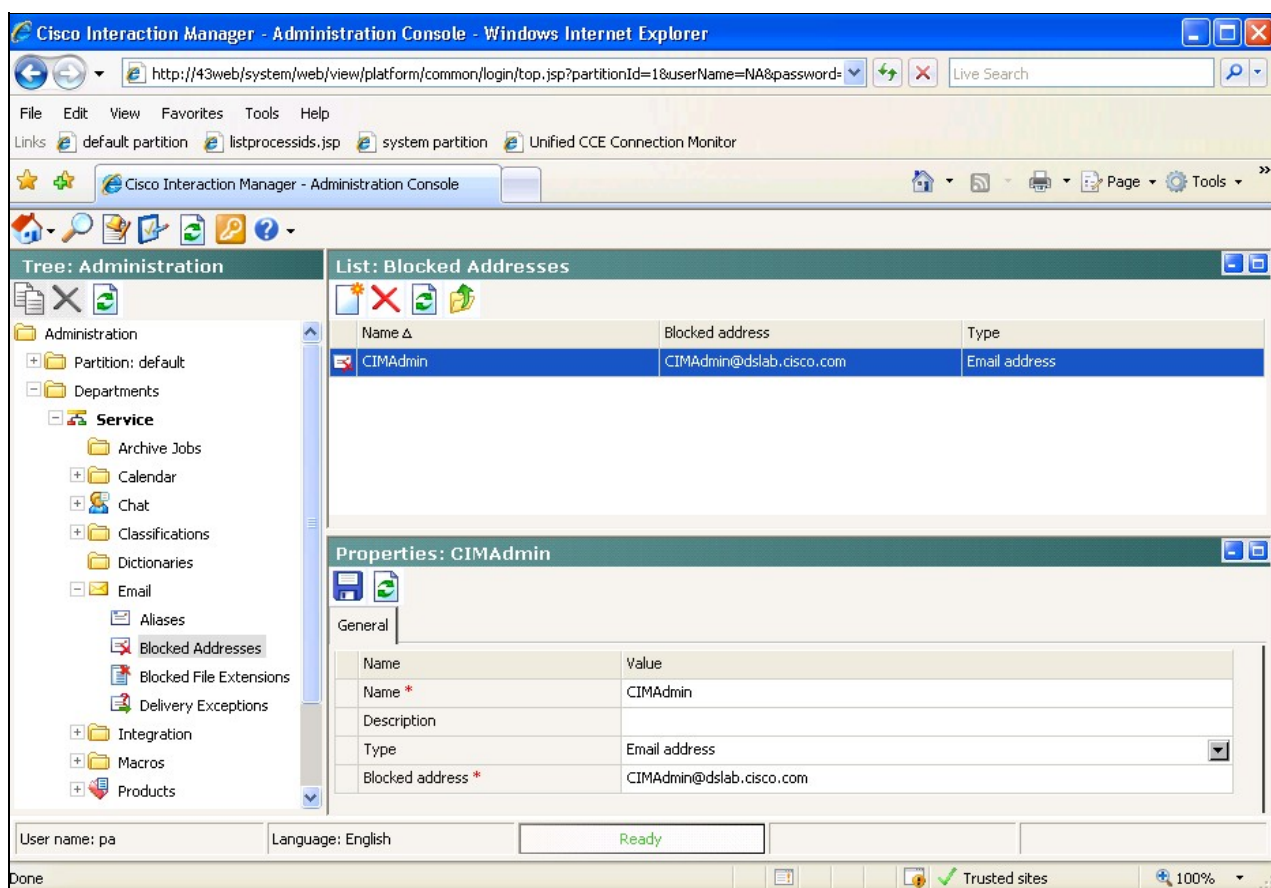 Cisco Interaction Manager - Administration Console - Windows Internet Explorer
http://43web/system/web/view/platform/common/login/top.jsp?partitionId=1&userName=NA&password=
Live Search
File Edit View Favorites Tools Help
Links default partition listprocessids.jsp system partition Unified CCE Connection Monitor
Cisco Interaction Manager - Administration Console
Page Tools
Tree: Administration
Administration
Partition: default
Departments
Service
Archive Jobs
Calendar
Chat
Classifications
Dictionaries
Email
Aliases
Blocked Addresses
Blocked File Extensions
Delivery Exceptions
Integration
Macros
Products
List: Blocked Addresses
Name Blocked address Type
CIMAdmin CIMAdmin@dslab.cisco.com Email address
Properties: CIMAdmin
General
Name Value
Name * CIMAdmin
Description
Type Email address
Blocked address * CIMAdmin@dslab.cisco.com
User name: pa Language: English Ready
Done Trusted sites 100%